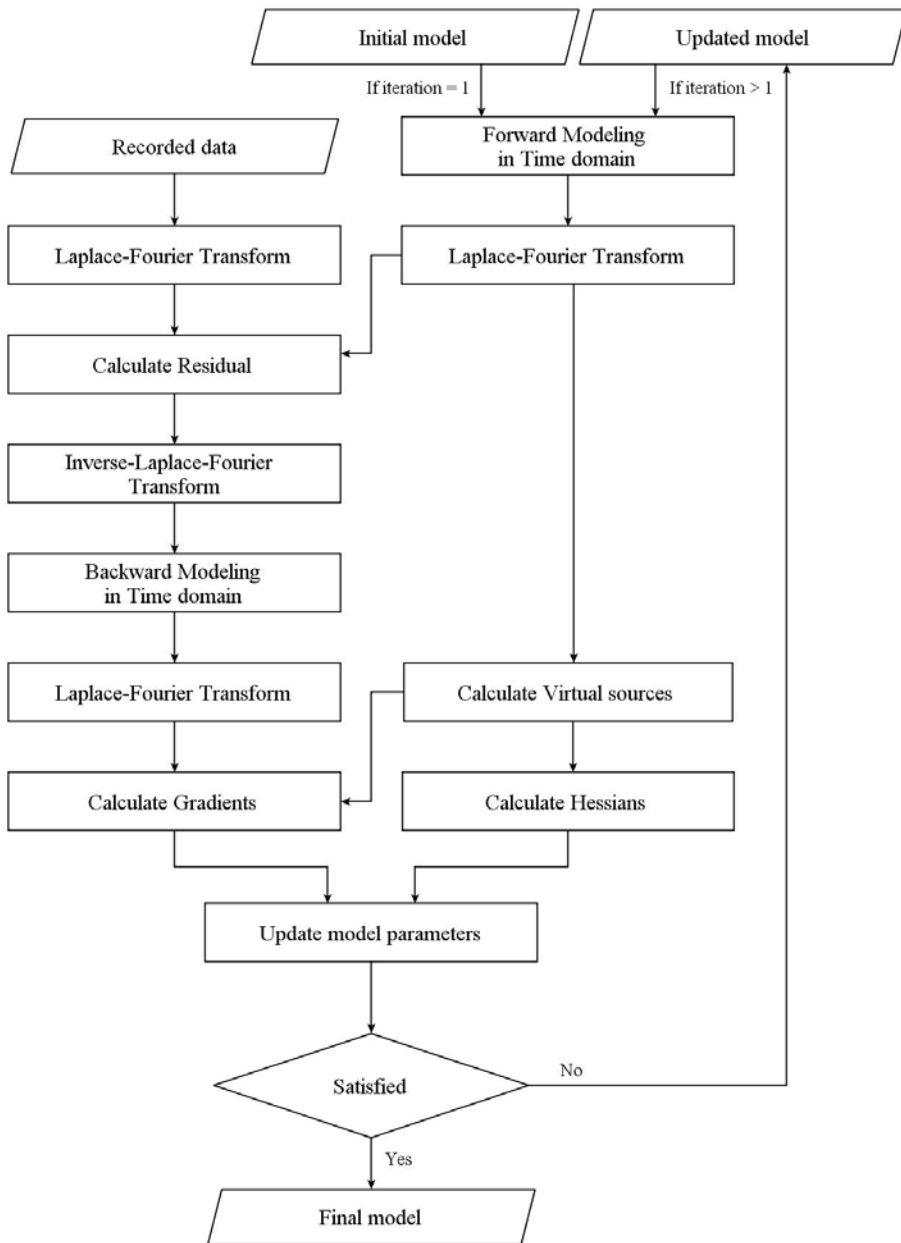 Initial model
Updated model
If iteration = 1
If iteration > 1
Recorded data
Forward Modeling
in Time domain
Laplace-Fourier Transform
Laplace-Fourier Transform
Calculate Residual
Inverse-Laplace-Fourier
Transform
Backward Modeling
in Time domain
Laplace-Fourier Transform
Calculate Virtual sources
Calculate Gradients
Calculate Hessians
Update model parameters
Satisfied
No
Yes
Final model